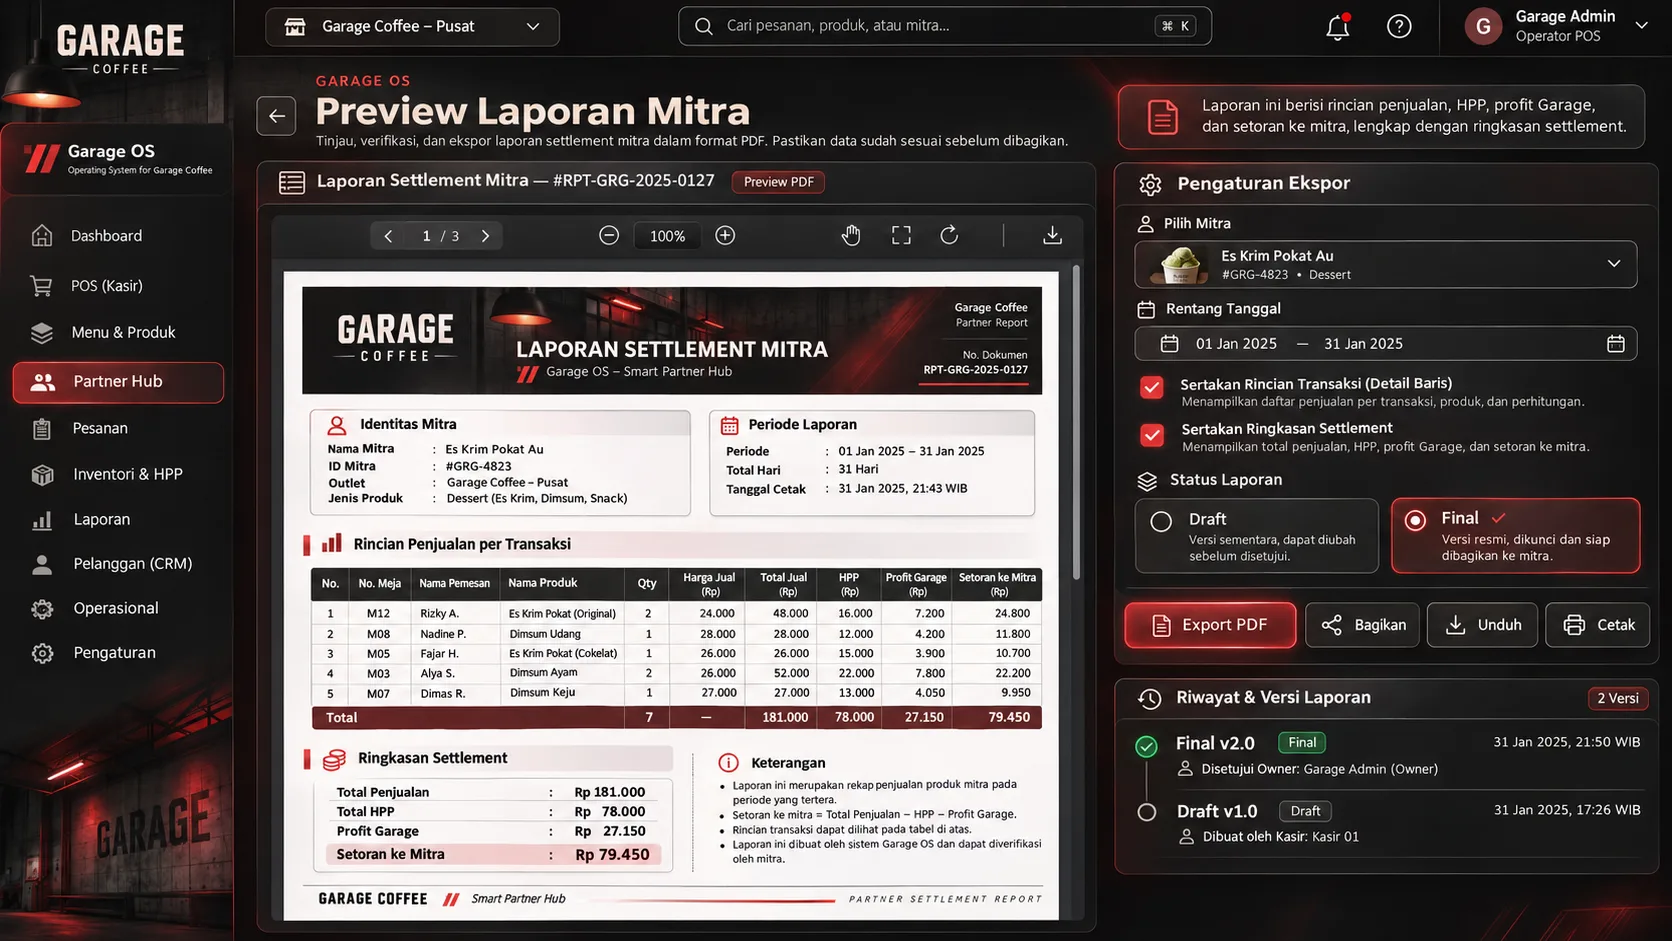 GARAGE
COFFEE
Garage OS
Operating System for Garage Coffee
Dashboard
POS (Kasir)
Menu & Produk
Partner Hub
Pesanan
Inventori & HPP
Laporan
Pelanggan (CRM)
Operasional
Pengaturan
GARAGE
Garage Coffee – Pusat
Cari pesanan, produk, atau mitra...
⌘ K
G
Garage Admin
Operator POS
GARAGE OS
Preview Laporan Mitra
Tinjau, verifikasi, dan ekspor laporan settlement mitra dalam format PDF. Pastikan data sudah sesuai sebelum dibagikan.
Laporan ini berisi rincian penjualan, HPP, profit Garage,
dan setoran ke mitra, lengkap dengan ringkasan settlement.
Laporan Settlement Mitra — #RPT-GRG-2025-0127
Preview PDF
1 / 3
100%
GARAGE
COFFEE
LAPORAN SETTLEMENT MITRA
Garage OS – Smart Partner Hub
Garage Coffee
Partner Report
No. Dokumen
RPT-GRG-2025-0127
Identitas Mitra
Nama Mitra : Es Krim Pokat Au
ID Mitra : #GRG-4823
Outlet : Garage Coffee – Pusat
Jenis Produk : Dessert (Es Krim, Dimsum, Snack)
Periode Laporan
Periode : 01 Jan 2025 – 31 Jan 2025
Total Hari : 31 Hari
Tanggal Cetak : 31 Jan 2025, 21:43 WIB
Rincian Penjualan per Transaksi
No. No. Meja Nama Pemesan Nama Produk Qty Harga Jual (Rp) Total Jual (Rp) HPP (Rp) Profit Garage (Rp) Setoran ke Mitra (Rp)
1 M12 Rizky A. Es Krim Pokat (Original) 2 24.000 48.000 16.000 7.200 24.800
2 M08 Nadine P. Dimsum Udang 1 28.000 28.000 12.000 4.200 11.800
3 M05 Fajar H. Es Krim Pokat (Cokelat) 1 26.000 26.000 15.000 3.900 10.700
4 M03 Alya S. Dimsum Ayam 2 26.000 52.000 22.000 7.800 22.200
5 M07 Dimas R. Dimsum Keju 1 27.000 27.000 13.000 4.050 9.950
Total 7 — 181.000 78.000 27.150 79.450
Ringkasan Settlement
Total Penjualan : Rp 181.000
Total HPP : Rp 78.000
Profit Garage : Rp 27.150
Setoran ke Mitra : Rp 79.450
Keterangan
• Laporan ini merupakan rekap penjualan produk mitra pada
periode yang tertera.
• Setoran ke mitra = Total Penjualan – HPP – Profit Garage.
• Rincian transaksi dapat dilihat pada tabel di atas.
• Laporan ini dibuat oleh sistem Garage OS dan dapat diverifikasi
oleh mitra.
GARAGE COFFEE Smart Partner Hub PARTNER SETTLEMENT REPORT
Pengaturan Ekspor
Pilih Mitra
Es Krim Pokat Au
#GRG-4823 • Dessert
Rentang Tanggal
01 Jan 2025 — 31 Jan 2025
Sertakan Rincian Transaksi (Detail Baris)
Menampilkan daftar penjualan per transaksi, produk, dan perhitungan.
Sertakan Ringkasan Settlement
Menampilkan total penjualan, HPP, profit Garage, dan setoran ke mitra.
Status Laporan
Draft
Versi sementara, dapat diubah
sebelum disetujui.
Final
Versi resmi, dikunci dan siap
dibagikan ke mitra.
Export PDF
Bagikan
Unduh
Cetak
Riwayat & Versi Laporan
2 Versi
Final v2.0 Final 31 Jan 2025, 21:50 WIB
Disetujui Owner: Garage Admin (Owner)
Draft v1.0 Draft 31 Jan 2025, 17:26 WIB
Dibuat oleh Kasir: Kasir 01